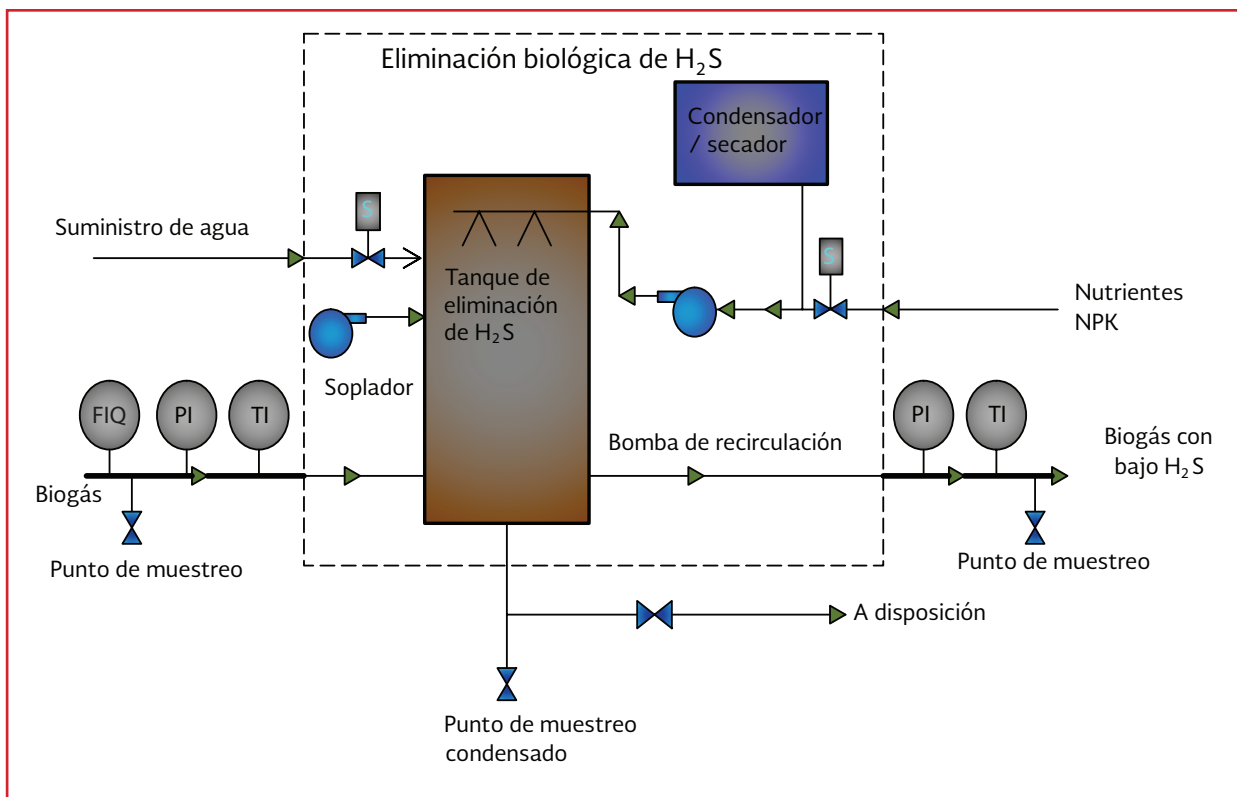 Eliminación biológica de H₂S
Condensador
/ secador
S
Suministro de agua
S
Tanque de
eliminación
de H₂S
Nutrientes
NPK
Soplador
FIQ
PI
TI
Bomba de recirculación
PI
TI
Biogás con
bajo H₂S
Biogás
Punto de muestreo
Punto de muestreo
A disposición
Punto de muestreo
condensado